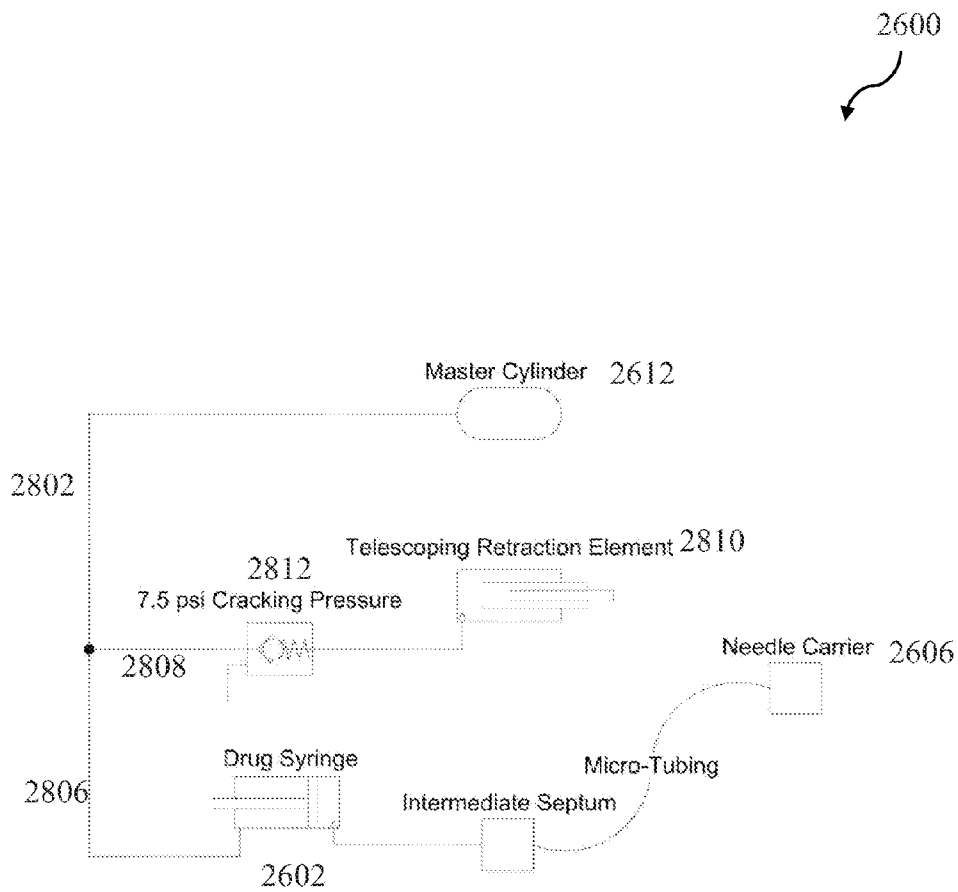 2600
Master Cylinder 2612
2802
Telescoping Retraction Element 2810
2812
7.5 psi Cracking Pressure
2808
Needle Carrier 2606
Drug Syringe
Micro-Tubing
2806
Intermediate Septum
2602